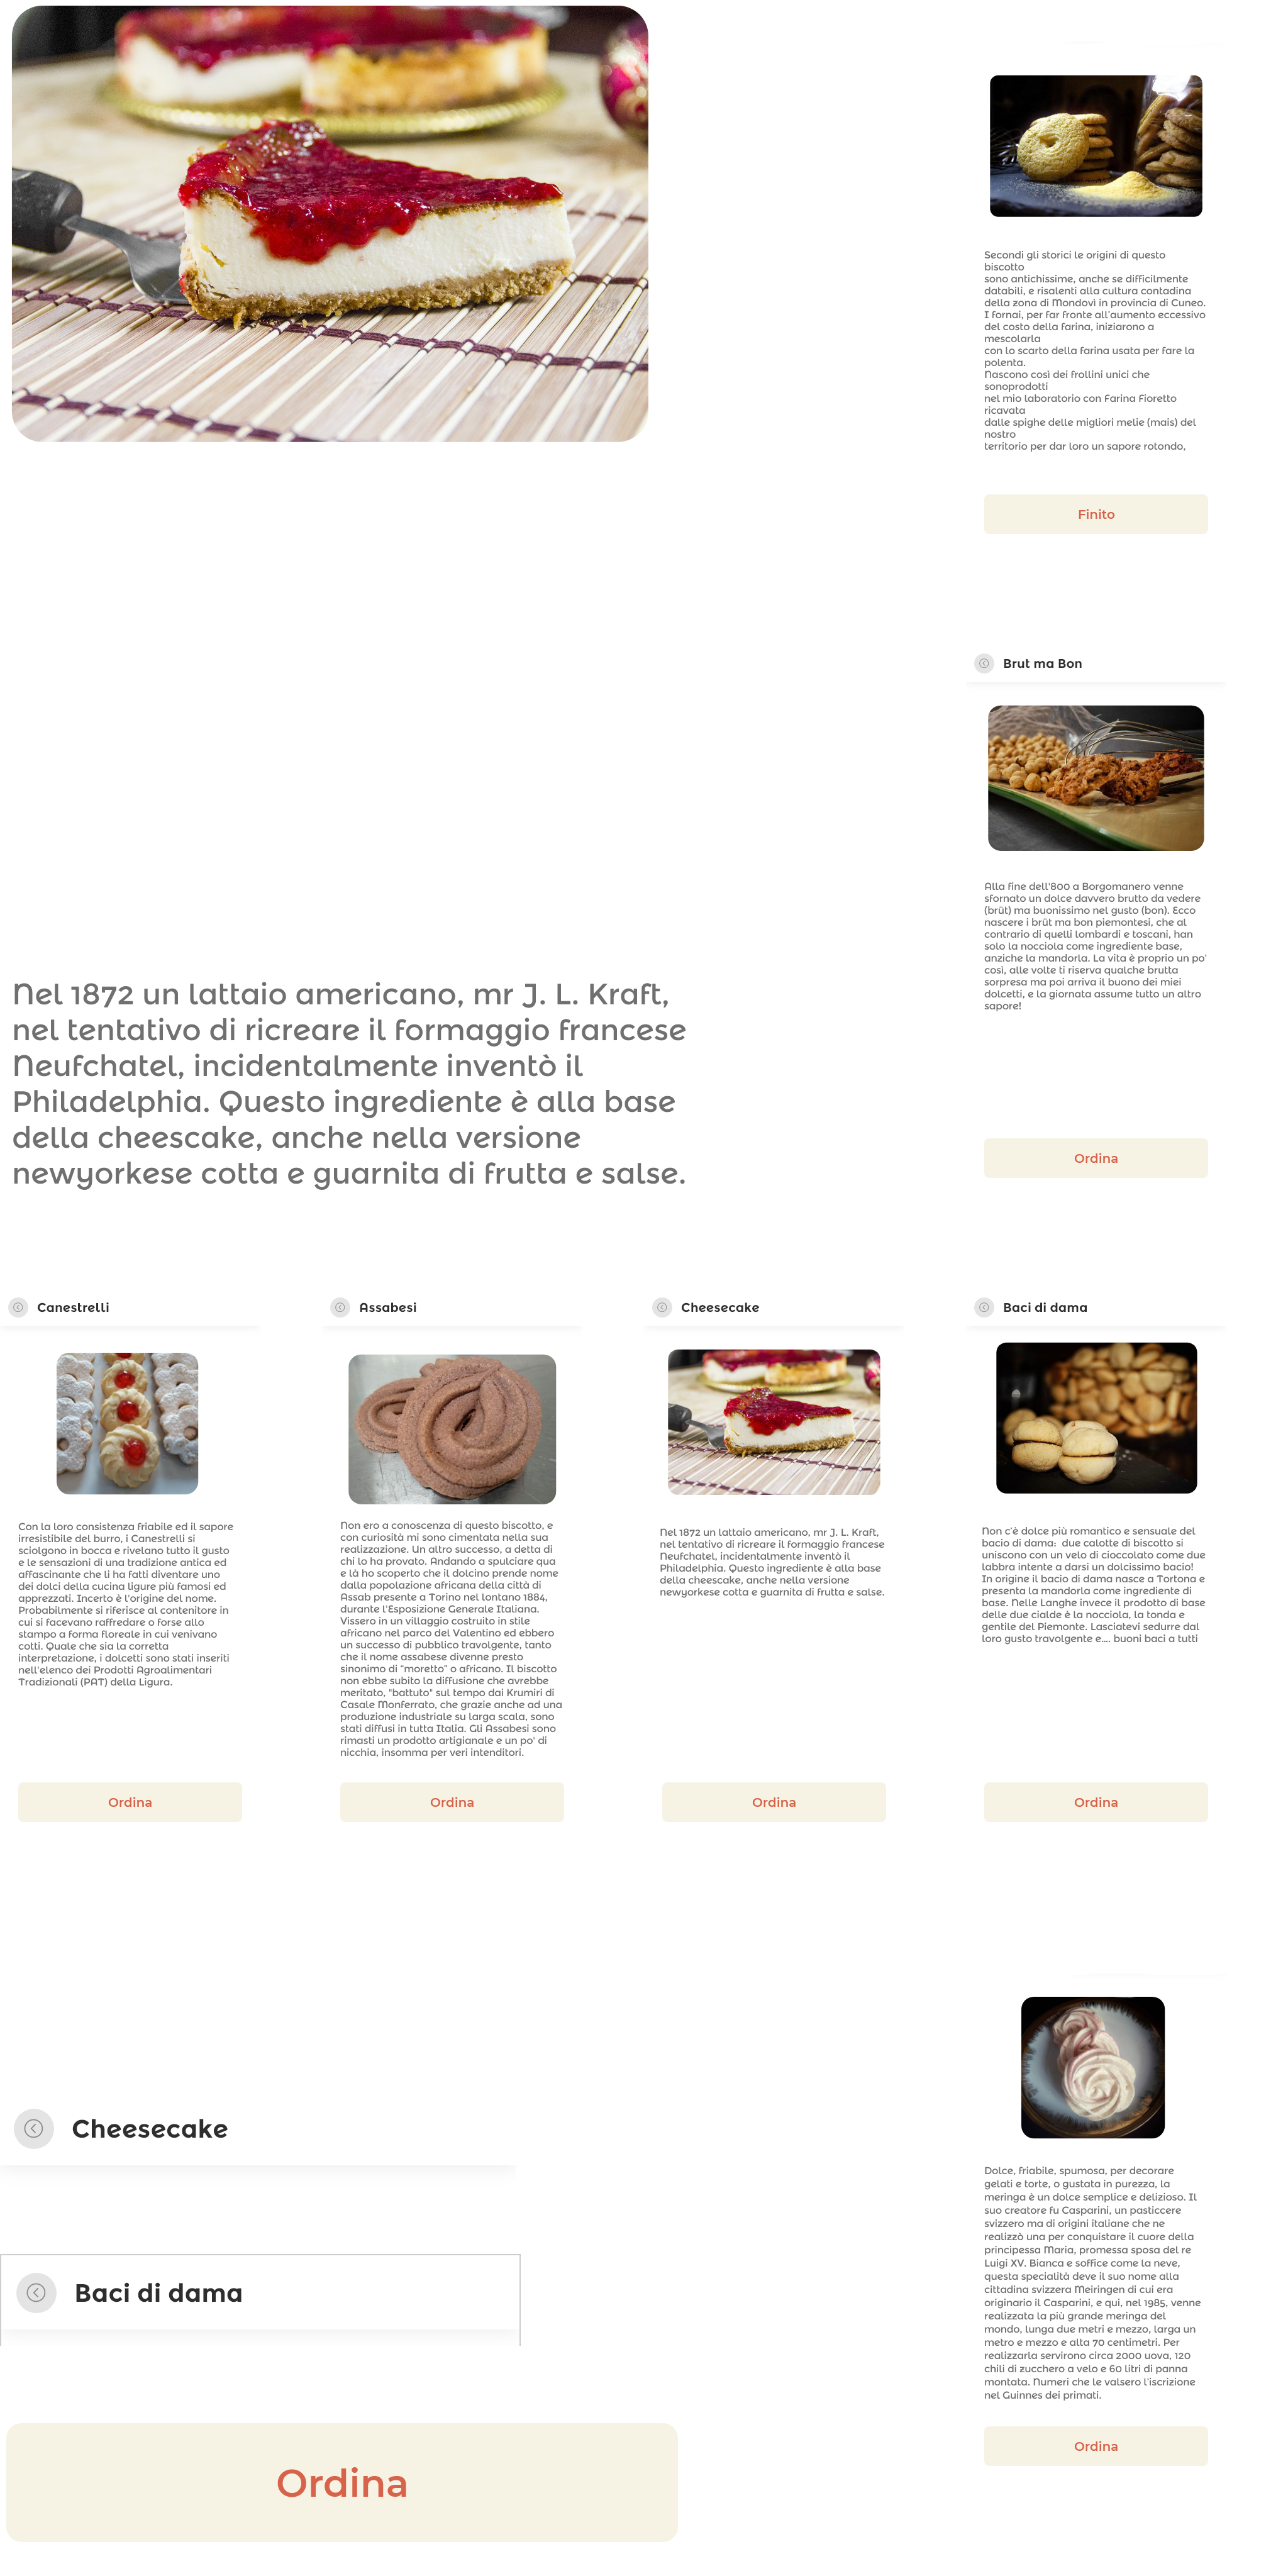 Secondi gli storici le origini di questo
biscotto
sono antichissime, anche se difficilmente
databili, e risalenti alla cultura contadina
della zona di Mondovì in provincia di Cuneo.
I fornai, per far fronte all'aumento eccessivo
del costo della farina, iniziarono a
mescolarla
con lo scarto della farina usata per fare la
polenta.
Nascono così dei frollini unici che
sonoprodotti
nel mio laboratorio con Farina Fioretto
ricavata
dalle spighe delle migliori melie (mais) del
nostro
territorio per dar loro un sapore rotondo,
Finito
Brut ma Bon
Alla fine dell'800 a Borgomanero venne
sfornato un dolce davvero brutto da vedere
(brüt) ma buonissimo nel gusto (bon). Ecco
nascere i brüt ma bon piemontesi, che al
contrario di quelli lombardi e toscani, han
solo la nocciola come ingrediente base,
anziche la mandorla. La vita è proprio un po'
così, alle volte ti riserva qualche brutta
sorpresa ma poi arriva il buono dei miei
dolcetti, e la giornata assume tutto un altro
sapore!
Ordina
Nel 1872 un lattaio americano, mr J. L. Kraft,
nel tentativo di ricreare il formaggio francese
Neufchatel, incidentalmente inventò il
Philadelphia. Questo ingrediente è alla base
della cheescake, anche nella versione
newyorkese cotta e guarnita di frutta e salse.
Canestrelli
Con la loro consistenza friabile ed il sapore
irresistibile del burro, i Canestrelli si
sciolgono in bocca e rivelano tutto il gusto
e le sensazioni di una tradizione antica ed
affascinante che li ha fatti diventare uno
dei dolci della cucina ligure più famosi ed
apprezzati. Incerto è l'origine del nome.
Probabilmente si riferisce al contenitore in
cui si facevano raffredare o forse allo
stampo a forma floreale in cui venivano
cotti. Quale che sia la corretta
interpretazione, i dolcetti sono stati inseriti
nell'elenco dei Prodotti Agroalimentari
Tradizionali (PAT) della Ligura.
Ordina
Assabesi
Non ero a conoscenza di questo biscotto, e
con curiosità mi sono cimentata nella sua
realizzazione. Un altro successo, a detta di
chi lo ha provato. Andando a spulciare qua
e là ho scoperto che il dolcino prende nome
dalla popolazione africana della città di
Assab presente a Torino nel lontano 1884,
durante l'Esposizione Generale Italiana.
Vissero in un villaggio costruito in stile
africano nel parco del Valentino ed ebbero
un successo di pubblico travolgente, tanto
che il nome assabese divenne presto
sinonimo di "moretto" o africano. Il biscotto
non ebbe subito la diffusione che avrebbe
meritato, "battuto" sul tempo dai Krumiri di
Casale Monferrato, che grazie anche ad una
produzione industriale su larga scala, sono
stati diffusi in tutta Italia. Gli Assabesi sono
rimasti un prodotto artigianale e un po' di
nicchia, insomma per veri intenditori.
Ordina
Cheesecake
Nel 1872 un lattaio americano, mr J. L. Kraft,
nel tentativo di ricreare il formaggio francese
Neufchatel, incidentalmente inventò il
Philadelphia. Questo ingrediente è alla base
della cheescake, anche nella versione
newyorkese cotta e guarnita di frutta e salse.
Ordina
Baci di dama
Non c'è dolce più romantico e sensuale del
bacio di dama:  due calotte di biscotto si
uniscono con un velo di cioccolato come due
labbra intente a darsi un dolcissimo bacio!
In origine il bacio di dama nasce a Tortona e
presenta la mandorla come ingrediente di
base. Nelle Langhe invece il prodotto di base
delle due cialde è la nocciola, la tonda e
gentile del Piemonte. Lasciatevi sedurre dal
loro gusto travolgente e.... buoni baci a tutti
Ordina
Cheesecake
Baci di dama
Ordina
Dolce, friabile, spumosa, per decorare
gelati e torte, o gustata in purezza, la
meringa è un dolce semplice e delizioso. Il
suo creatore fu Casparini, un pasticcere
svizzero ma di origini italiane che ne
realizzò una per conquistare il cuore della
principessa Maria, promessa sposa del re
Luigi XV. Bianca e soffice come la neve,
questa specialità deve il suo nome alla
cittadina svizzera Meiringen di cui era
originario il Casparini, e qui, nel 1985, venne
realizzata la più grande meringa del
mondo, lunga due metri e mezzo, larga un
metro e mezzo e alta 70 centimetri. Per
realizzarla servirono circa 2000 uova, 120
chili di zucchero a velo e 60 litri di panna
montata. Numeri che le valsero l'iscrizione
nel Guinnes dei primati.
Ordina